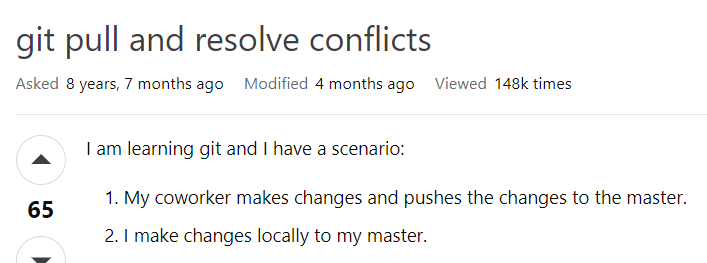 git pull and resolve conflicts
Asked 8 years, 7 months ago Modified 4 months ago Viewed 148k times
I am learning git and I have a scenario:
65
1. My coworker makes changes and pushes the changes to the master.
2. I make changes locally to my master.